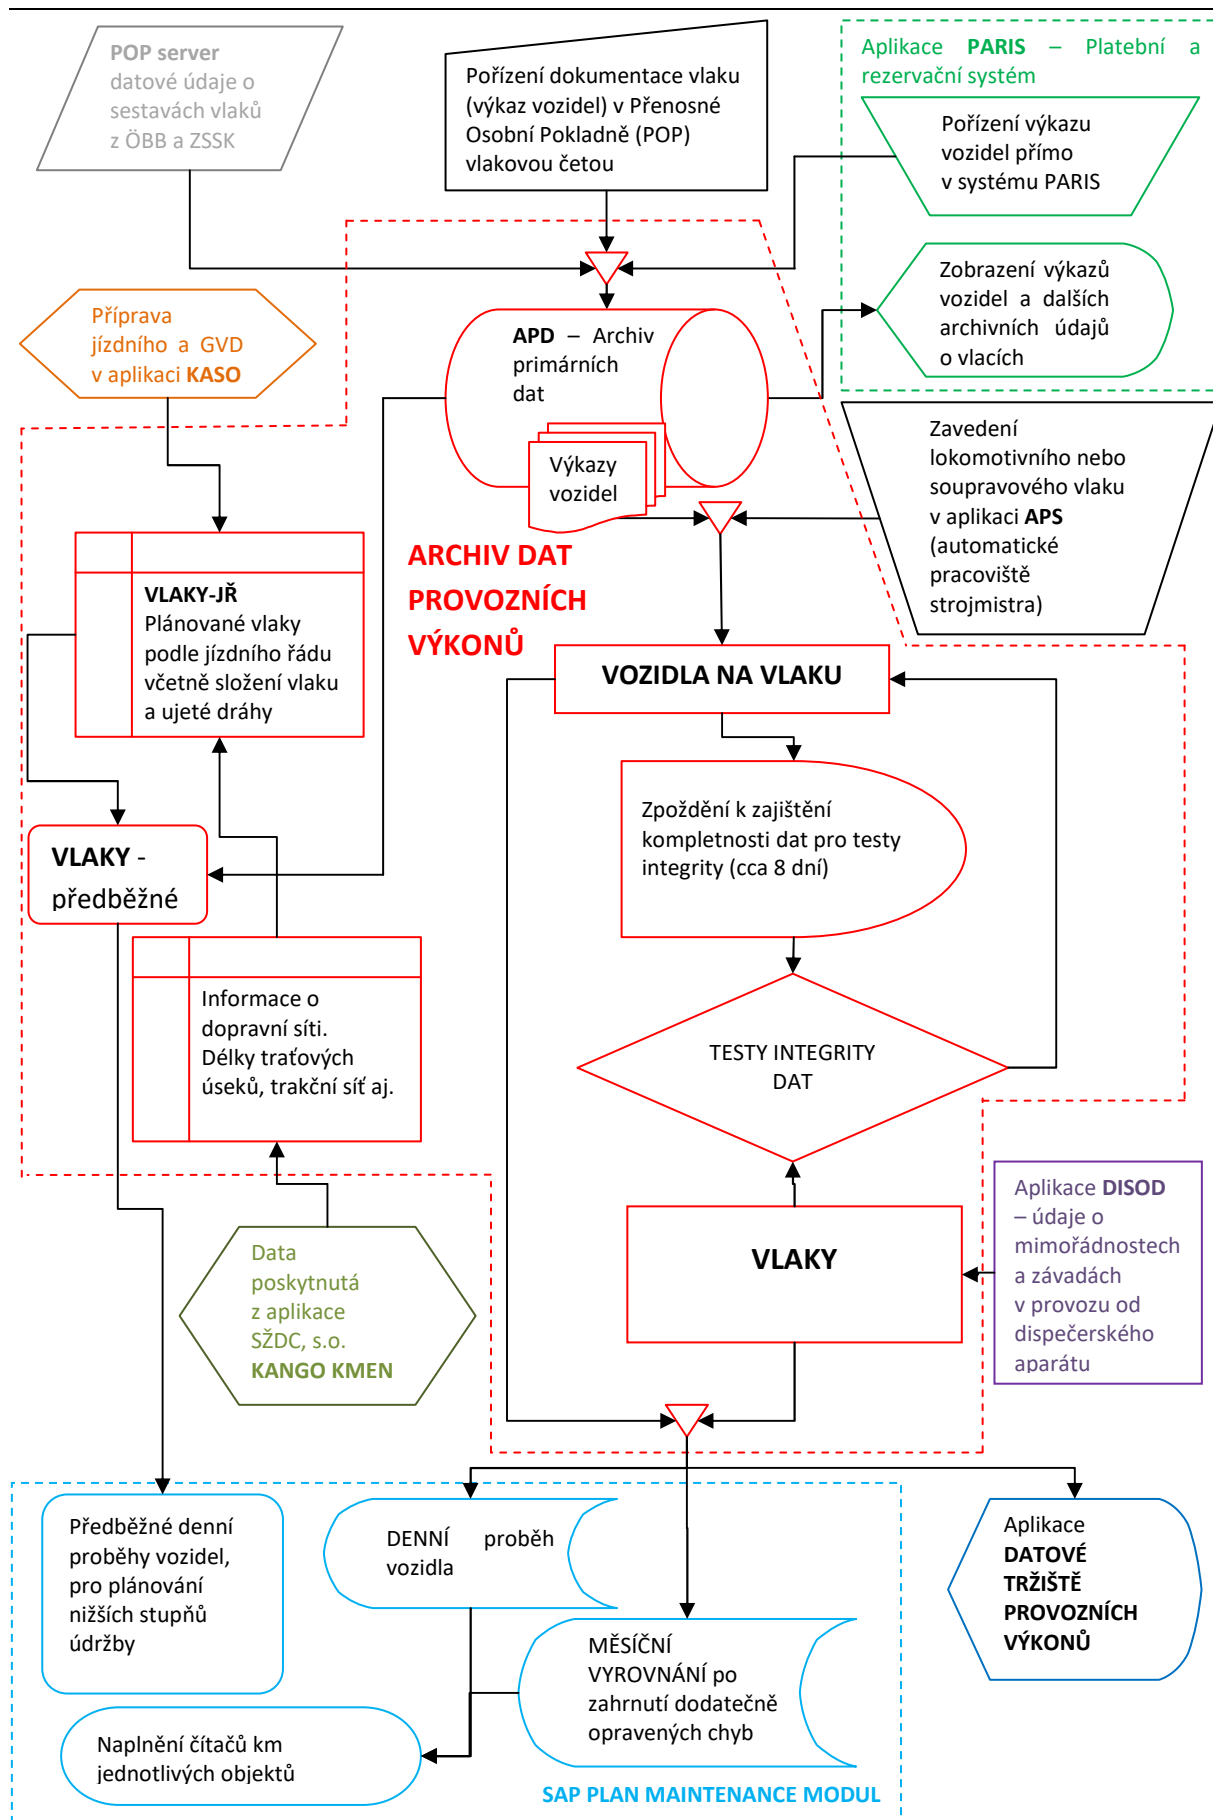 POP server
datové údaje o
sestavách vlaků
z ÖBB a ZSSK
Pořízení dokumentace vlaku
(výkaz vozidel) v Přenosné
Osobní Pokladně (POP)
vlakovou četou
Aplikace PARIS – Platební a
rezervační systém
Pořízení výkazu
vozidel přímo
v systému PARIS
Zobrazení výkazů
vozidel a dalších
archivních údajů
o vlacích
Příprava
jízdního a GVD
v aplikaci KASO
APD – Archiv
primárních
dat
Výkazy
vozidel
Zavedení
lokomotivního nebo
soupravového vlaku
v aplikaci APS
(automatické
pracoviště
strojmistra)
ARCHIV DAT
PROVOZNÍCH
VÝKONŮ
VLAKY-JŘ
Plánované vlaky
podle jízdního řádu
včetně složení vlaku
a ujeté dráhy
VOZIDLA NA VLAKU
Zpoždění k zajištění
kompletnosti dat pro testy
integrity (cca 8 dní)
VLAKY -
předběžné
Informace o
dopravní síti.
Délky traťových
úseků, trakční síť aj.
TESTY INTEGRITY
DAT
Aplikace DISOD
– údaje o
mimořádnostech
a závadách
v provozu od
dispečerského
aparátu
VLAKY
Data
poskytnutá
z aplikace
SŽDC, s.o.
KANGO KMEN
Předběžné denní
proběhy vozidel,
pro plánování
nižších stupňů
údržby
DENNÍ proběh
vozidla
Aplikace
DATOVÉ
TRŽIŠTĚ
PROVOZNÍCH
VÝKONŮ
MĚSÍČNÍ
VYROVNÁNÍ po
zahrnutí dodatečně
opravených chyb
Naplnění čítačů km
jednotlivých objektů
SAP PLAN MAINTENANCE MODUL